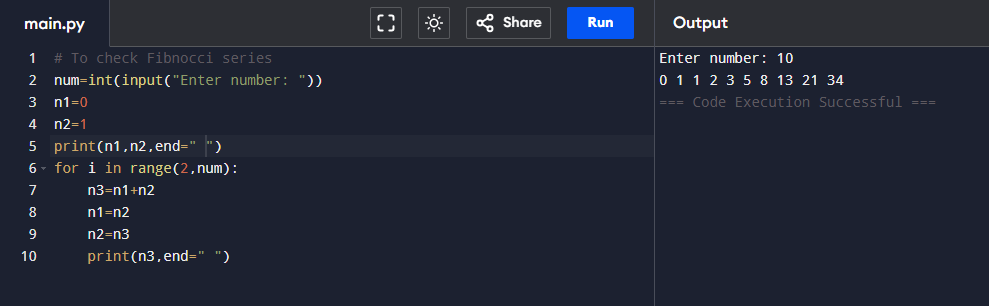 main.py
Share
Run
Output
1 # To check Fibnocci series
2 num=int(input("Enter number: "))
3 n1=0
4 n2=1
5 print(n1,n2,end=" ")
6 for i in range(2,num):
7     n3=n1+n2
8     n1=n2
9     n2=n3
10     print(n3,end=" ")
Enter number: 10
0 1 1 2 3 5 8 13 21 34
=== Code Execution Successful ===